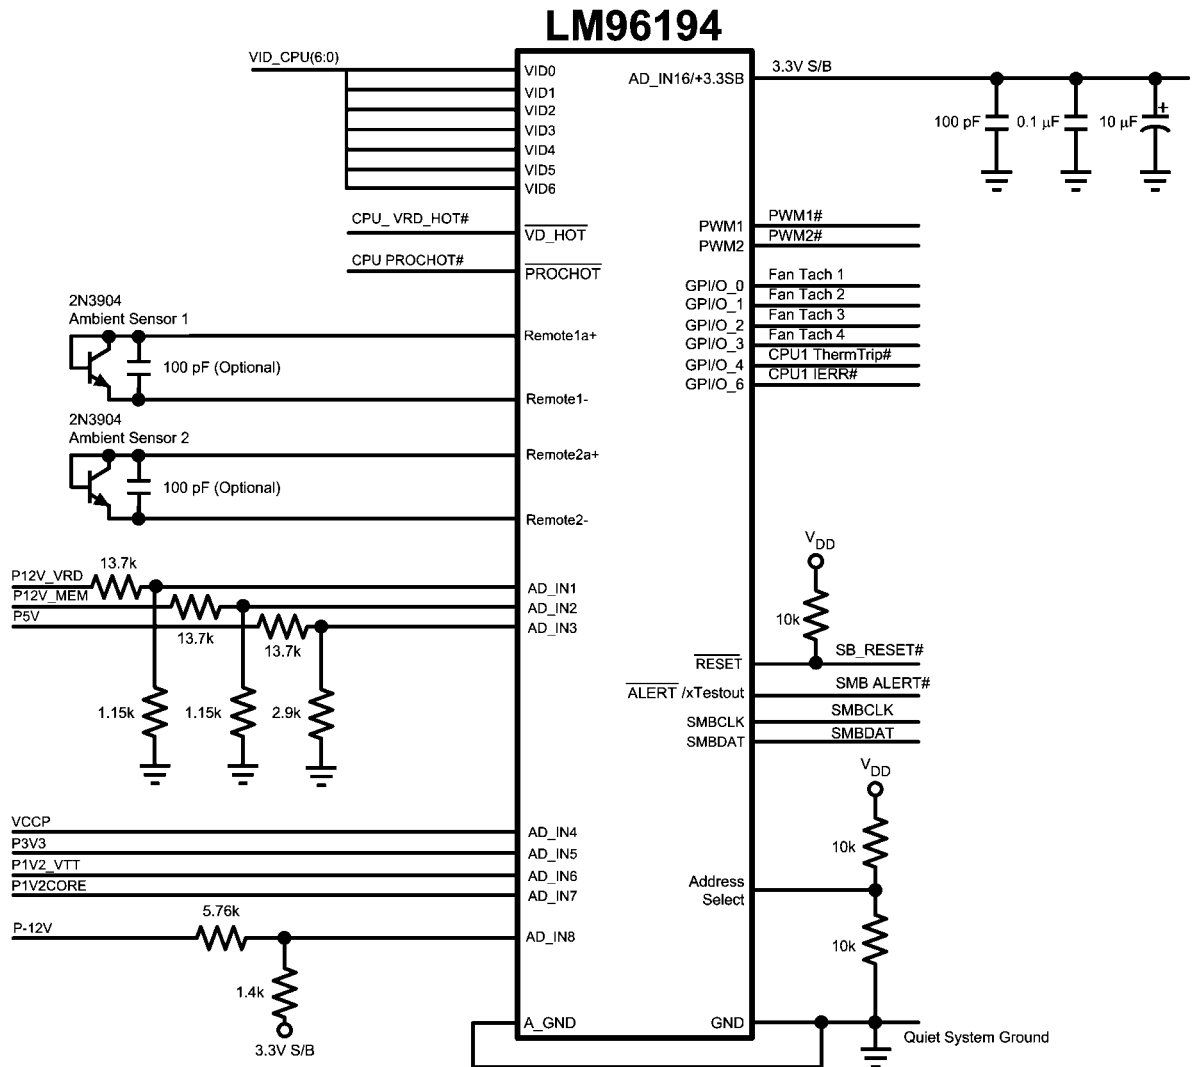 LM96194
VID_CPU(6:0)
VID0
VID1
VID2
VID3
VID4
VID5
VID6
CPU_ VRD_HOT#
VD_HOT
CPU PROCHOT#
PROCHOT
2N3904
Ambient Sensor 1
Remote1a+
100 pF (Optional)
Remote1-
2N3904
Ambient Sensor 2
Remote2a+
100 pF (Optional)
Remote2-
13.7k
P12V_VRD
AD_IN1
P12V_MEM
AD_IN2
P5V
AD_IN3
13.7k
13.7k
1.15k
1.15k
2.9k
VCCP
AD_IN4
P3V3
AD_IN5
P1V2_VTT
AD_IN6
P1V2CORE
AD_IN7
5.76k
P-12V
AD_IN8
1.4k
3.3V S/B
A_GND
AD_IN16/+3.3SB
3.3V S/B
100 pF
0.1 µF
10 µF
+
PWM1
PWM1#
PWM2
PWM2#
GPI/O_0
Fan Tach 1
GPI/O_1
Fan Tach 2
GPI/O_2
Fan Tach 3
GPI/O_3
Fan Tach 4
GPI/O_4
CPU1 ThermTrip#
GPI/O_6
CPU1 IERR#
VDD
10k
RESET
SB_RESET#
ALERT /xTestout
SMB ALERT#
SMBCLK
SMBCLK
SMBDAT
SMBDAT
VDD
10k
Address
Select
10k
GND
Quiet System Ground